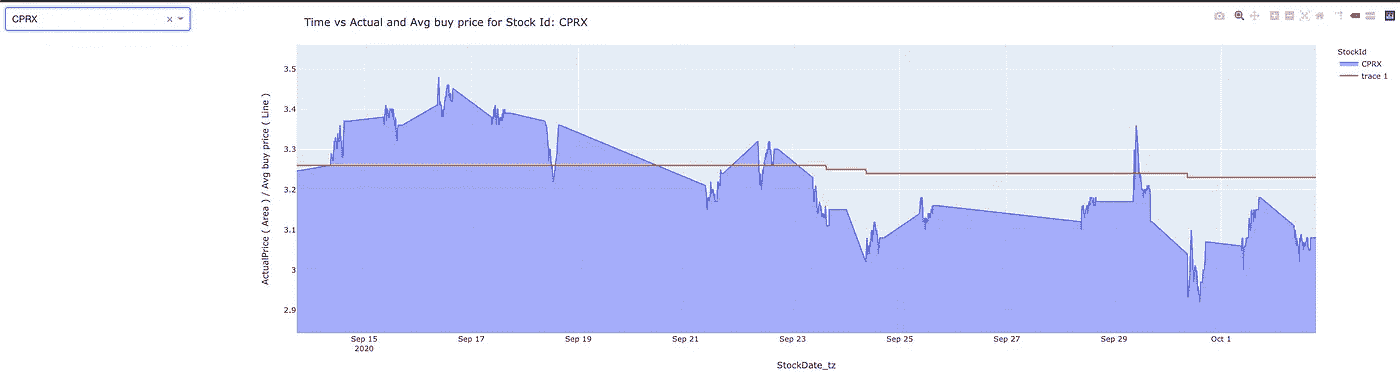 CPRX
Time vs Actual and Avg buy price for Stock Id: CPRX
StockId
CPRX
trace 1
ActualPrice ( Area ) / Avg buy price ( Line )
3.5
3.4
3.3
3.2
3.1
3
2.9
Sep 15
2020
Sep 17
Sep 19
Sep 21
Sep 23
Sep 25
Sep 27
Sep 29
Oct 1
StockDate_tz